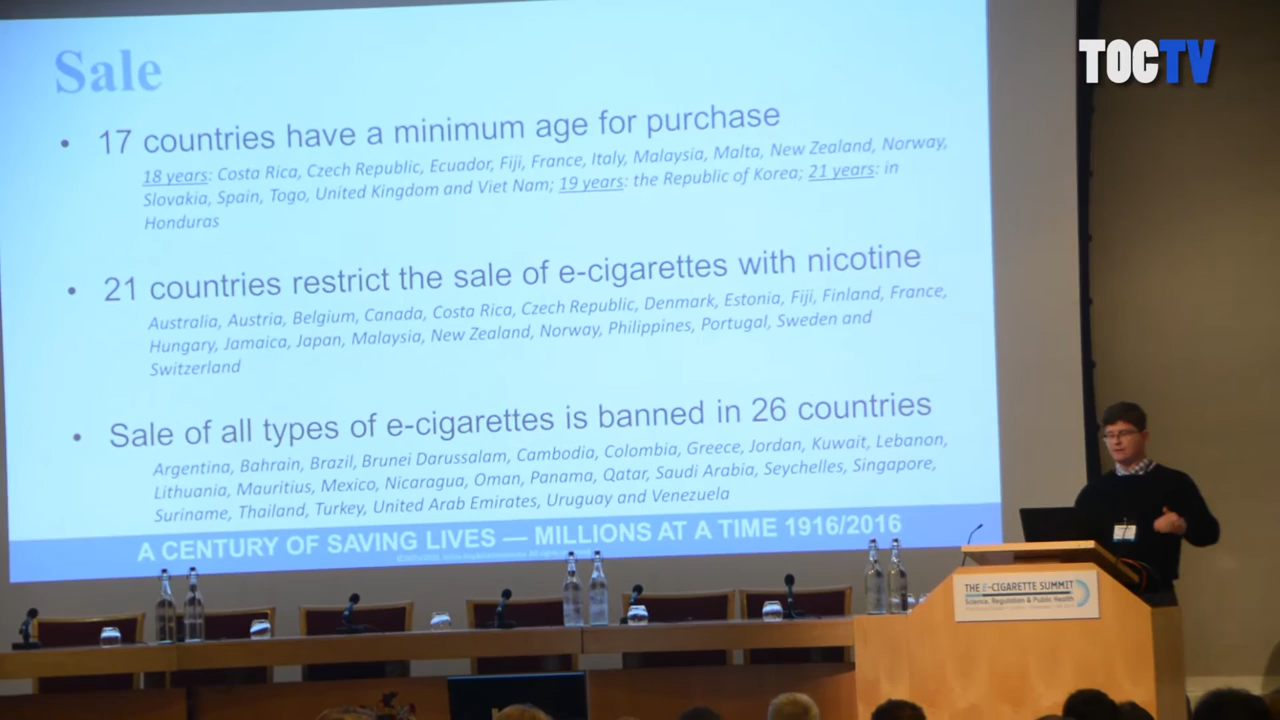 TOCTV
Sale
• 17 countries have a minimum age for purchase
18 years: Costa Rica, Czech Republic, Ecuador, Fiji, France, Italy, Malaysia, Malta, New Zealand, Norway,
Slovakia, Spain, Togo, United Kingdom and Viet Nam; 19 years: the Republic of Korea; 21 years: in
Honduras
• 21 countries restrict the sale of e-cigarettes with nicotine
Australia, Austria, Belgium, Canada, Costa Rica, Czech Republic, Denmark, Estonia, Fiji, Finland, France,
Hungary, Jamaica, Japan, Malaysia, New Zealand, Norway, Philippines, Portugal, Sweden and
Switzerland
• Sale of all types of e-cigarettes is banned in 26 countries
Argentina, Bahrain, Brazil, Brunei Darussalam, Cambodia, Colombia, Greece, Jordan, Kuwait, Lebanon,
Lithuania, Mauritius, Mexico, Nicaragua, Oman, Panama, Qatar, Saudi Arabia, Seychelles, Singapore,
Suriname, Thailand, Turkey, United Arab Emirates, Uruguay and Venezuela
A CENTURY OF SAVING LIVES — MILLIONS AT A TIME 1916/2016
THE E-CIGARETTE SUMMIT
Science, Regulation & Public Health